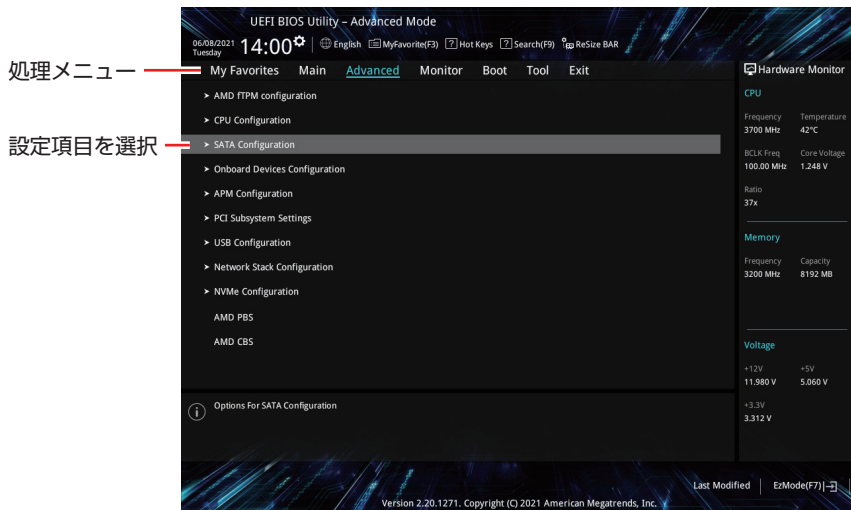 UEFI BIOS Utility – Advanced Mode
06/08/2021
Tuesday
14:00
English
MyFavorite(F3)
Hot Keys
Search(F9)
ReSize BAR
処理メニュー
My Favorites Main Advanced Monitor Boot Tool Exit
AMD fTPM configuration
CPU Configuration
設定項目を選択
SATA Configuration
Onboard Devices Configuration
APM Configuration
PCI Subsystem Settings
USB Configuration
Network Stack Configuration
NVMe Configuration
AMD PBS
AMD CBS
Options For SATA Configuration
Hardware Monitor
CPU
Frequency Temperature
3700 MHz 42°C
BCLK Freq Core Voltage
100.00 MHz 1.248 V
Ratio
37x
Memory
Frequency Capacity
3200 MHz 8192 MB
Voltage
+12V +5V
11.980 V 5.060 V
+3.3V
3.312 V
Last Modified
EzMode(F7)
Version 2.20.1271. Copyright (C) 2021 American Megatrends, Inc.